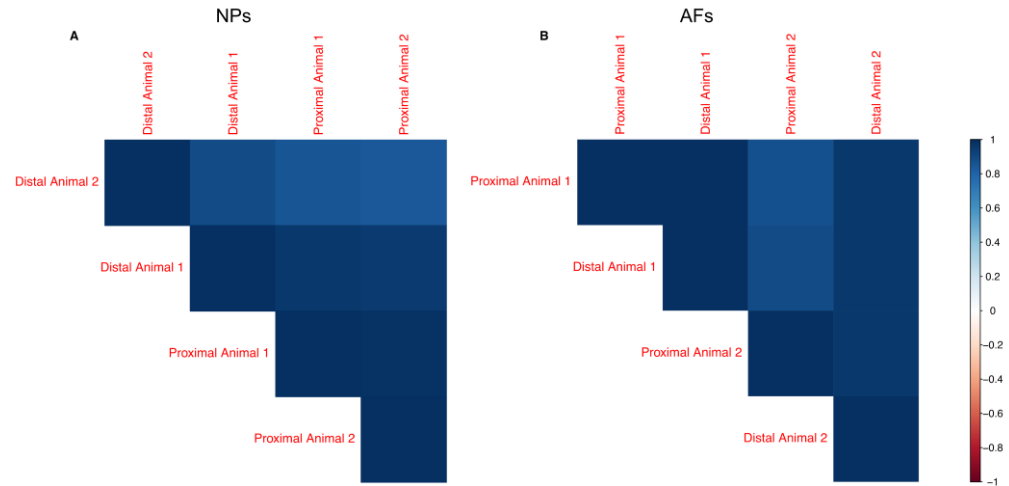 NPs
A
Distal Animal 2
Distal Animal 1
Proximal Animal 1
Proximal Animal 2
Distal Animal 2
Distal Animal 1
Proximal Animal 1
Proximal Animal 2
AFs
B
Proximal Animal 1
Distal Animal 1
Proximal Animal 2
Distal Animal 2
Proximal Animal 1
Distal Animal 1
Proximal Animal 2
Distal Animal 2
1
0.8
0.6
0.4
0.2
0
−0.2
−0.4
−0.6
−0.8
−1